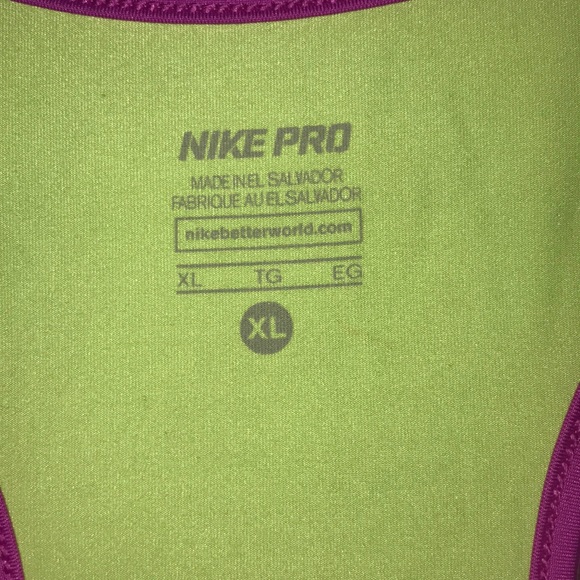 NIKE PRO
MADE IN EL SALVADOR
FABRIQUE AU EL SALVADOR
nikebetterworld.com
XL TG EG
XL